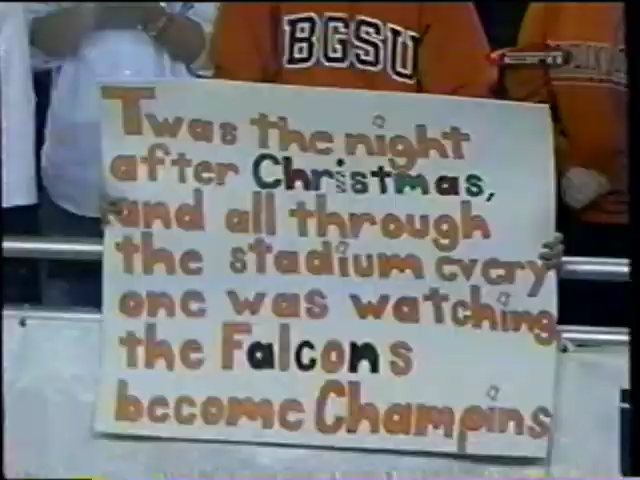 BGSU
ESPN
Twas the night
after Christmas,
and all through
the stadium every
one was watching
the Falcons
become Champins